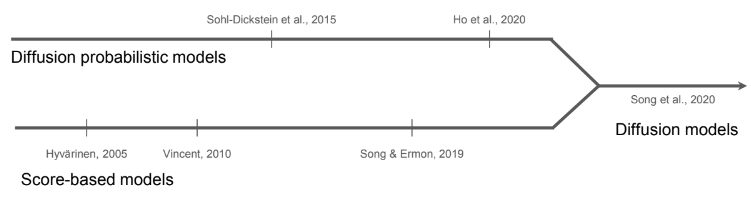 Sohl-Dickstein et al., 2015
Ho et al., 2020
Diffusion probabilistic models
Song et al., 2020
Diffusion models
Hyvärinen, 2005
Vincent, 2010
Song & Ermon, 2019
Score-based models